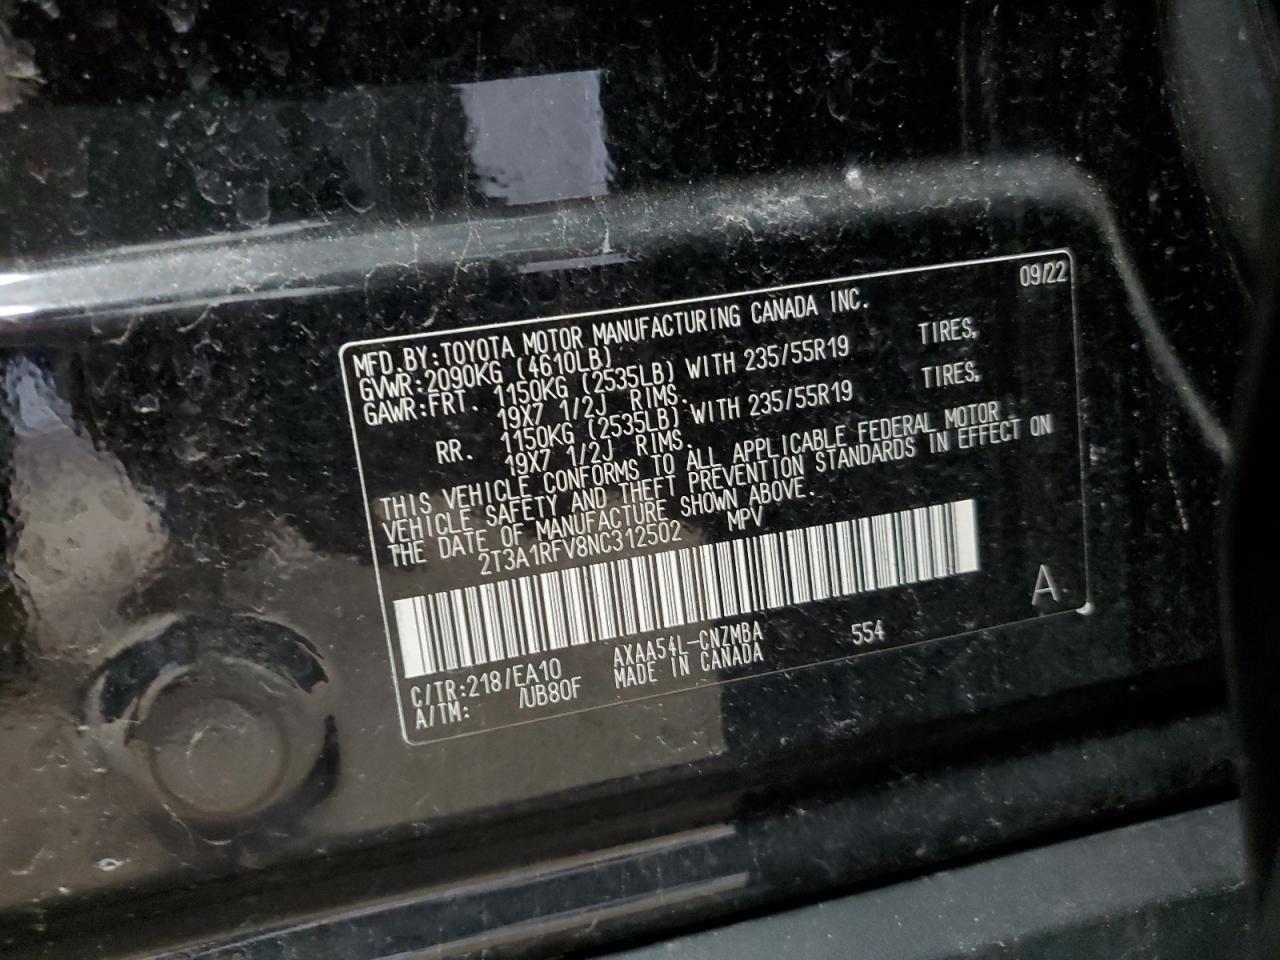 09/22
MFD.BY:TOYOTA MOTOR MANUFACTURING CANADA INC.
GVWR:2090KG (4610LB)
GAWR:FRT. 1150KG (2535LB) WITH 235/55R19 TIRES,
19X7 1/2J RIMS.
RR. 1150KG (2535LB) WITH 235/55R19 TIRES,
19X7 1/2J RIMS.
THIS VEHICLE CONFORMS TO ALL APPLICABLE FEDERAL MOTOR
VEHICLE SAFETY AND THEFT PREVENTION STANDARDS IN EFFECT ON
THE DATE OF MANUFACTURE SHOWN ABOVE.
2T3A1RFV8NC312502 MPV
A
C/TR:218/EA10 AXAA54L-CNZMBA 554
A/TM: /UB80F MADE IN CANADA